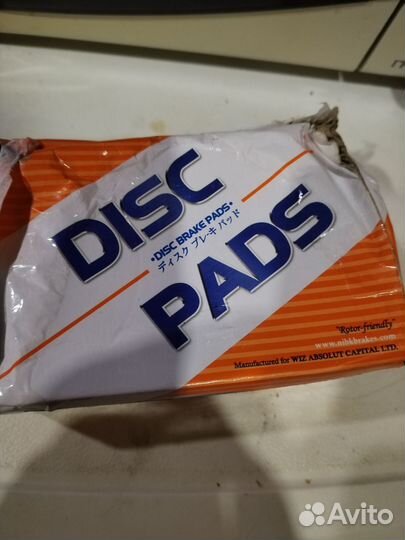 DISC
• DISC BRAKE PADS •
ディスク ブレーキ パッド
PADS
"Rotor-friendly"
www.nibkbrakes.com
Manufactured for WIZ ABSOLUT CAPITAL LTD.
Avito